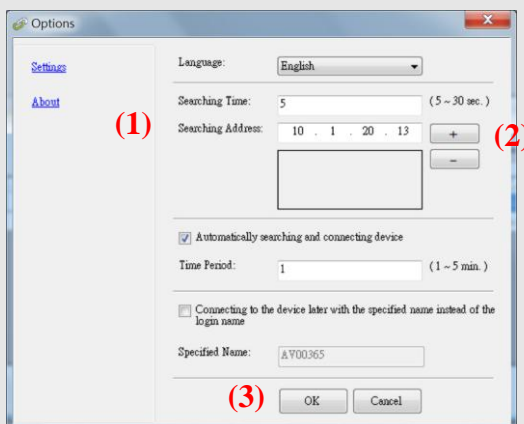 Options
Settings
About
Language:
English
(1)
Searching Time:
5
(5 ~ 30 sec.)
Searching Address:
10 . 1 . 20 . 13
+
(2)
-
Automatically searching and connecting device
Time Period:
1
(1 ~ 5 min.)
Connecting to the device later with the specified name instead of the
login name
Specified Name:
AV00365
(3)
OK
Cancel